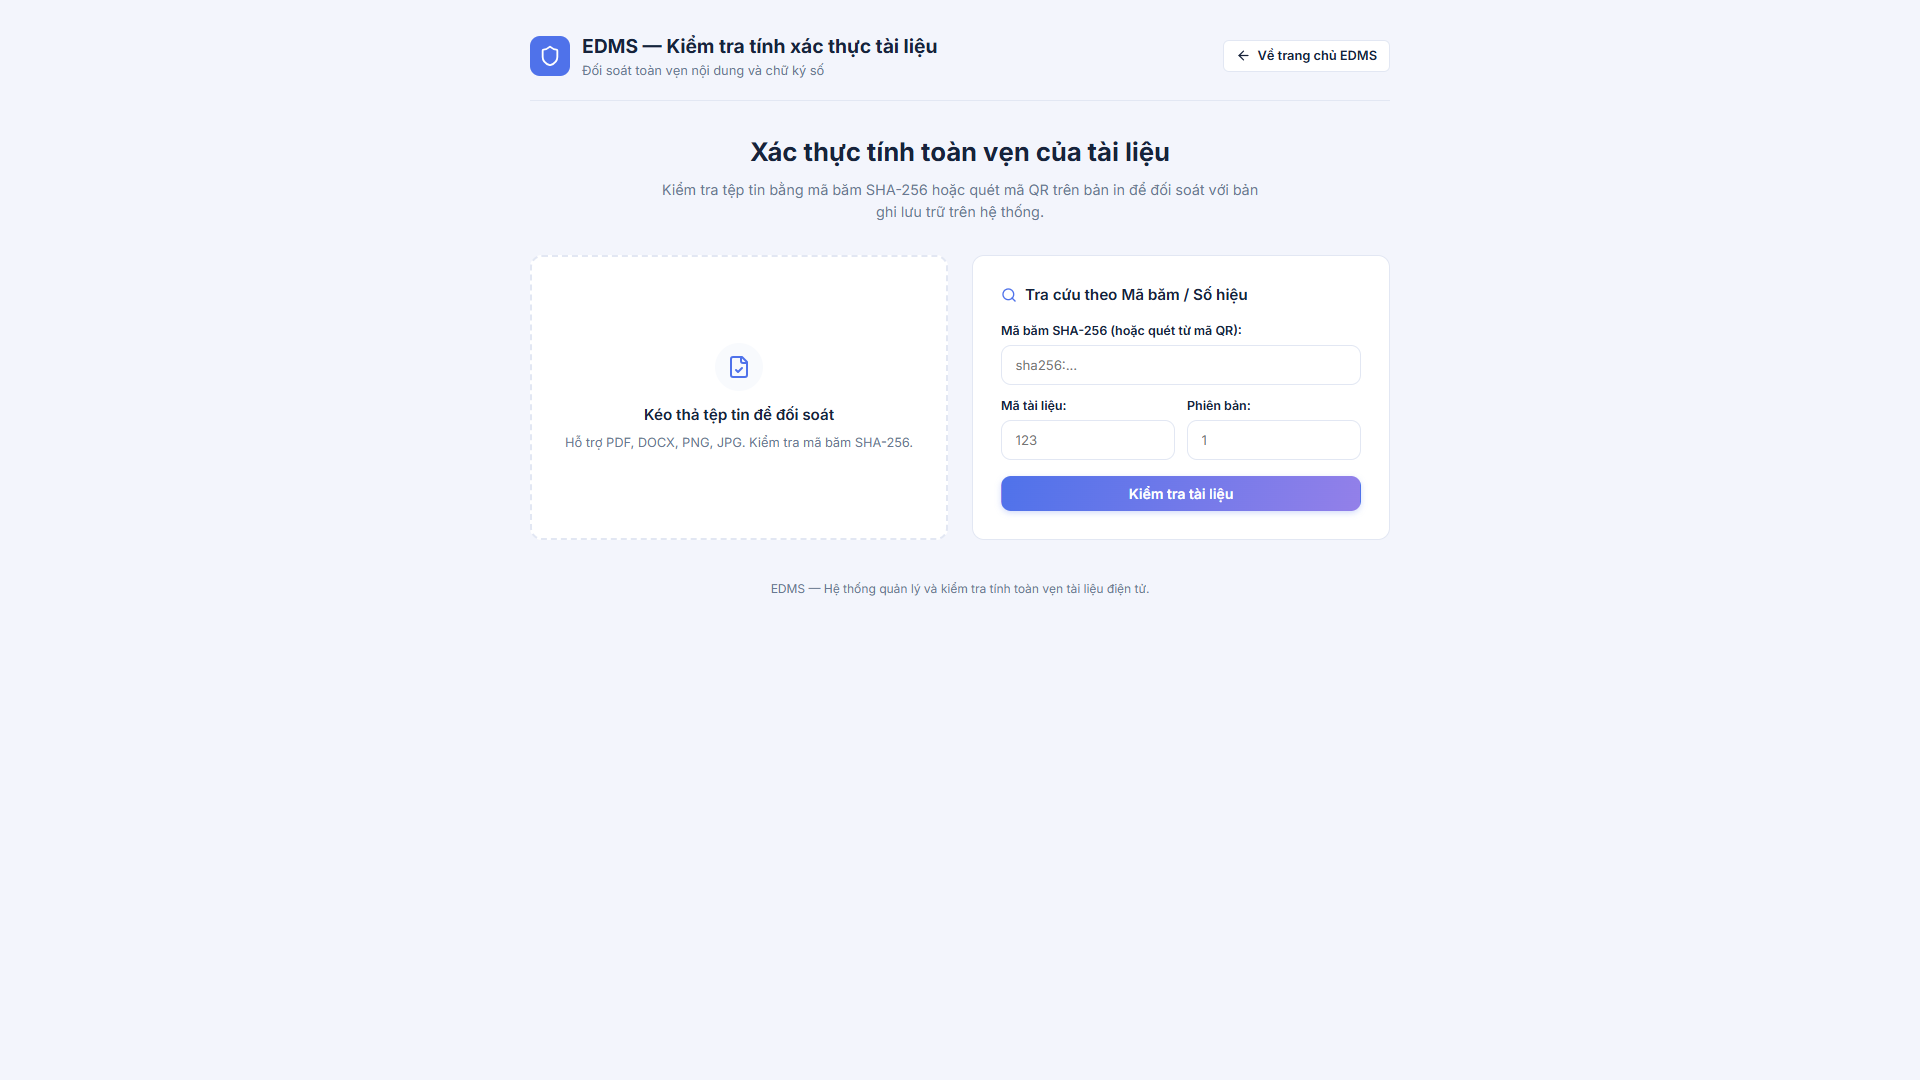 EDMS — Kiểm tra tính xác thực tài liệu
Đối soát toàn vẹn nội dung và chữ ký số
Về trang chủ EDMS
Xác thực tính toàn vẹn của tài liệu
Kiểm tra tệp tin bằng mã băm SHA-256 hoặc quét mã QR trên bản in để đối soát với bản
ghi lưu trữ trên hệ thống.
Kéo thả tệp tin để đối soát
Hỗ trợ PDF, DOCX, PNG, JPG. Kiểm tra mã băm SHA-256.
Tra cứu theo Mã băm / Số hiệu
Mã băm SHA-256 (hoặc quét từ mã QR):
sha256:...
Mã tài liệu:
Phiên bản:
123
1
Kiểm tra tài liệu
EDMS — Hệ thống quản lý và kiểm tra tính toàn vẹn tài liệu điện tử.